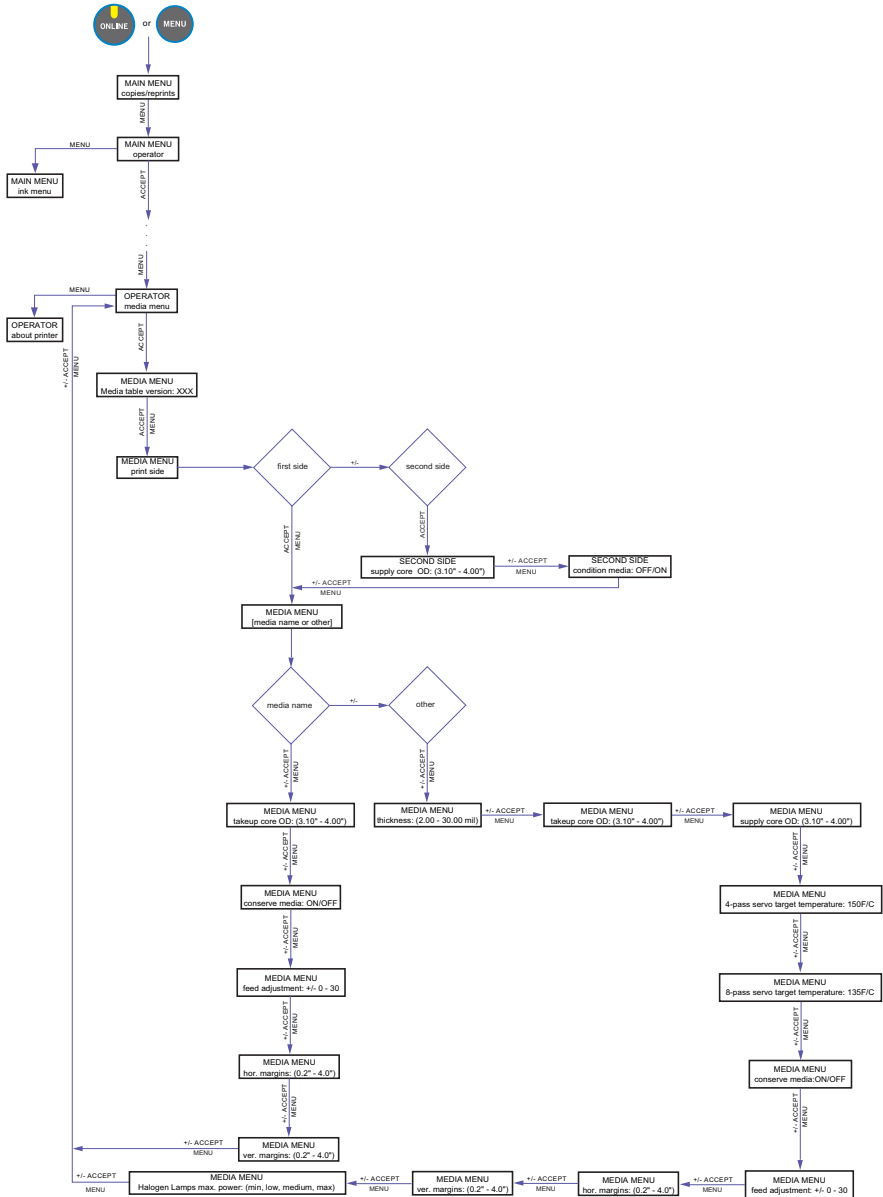 ONLINE
or
MENU
MAIN MENU
copies/reprints
MENU
MAIN MENU
operator
MENU
MAIN MENU
ink menu
ACCEPT
.
.
.
MENU
OPERATOR
media menu
MENU
OPERATOR
about printer
ACCEPT
+/- ACCEPT
MENU
MEDIA MENU
Media table version: XXX
ACCEPT
MENU
MEDIA MENU
print side
first side
+/-
second side
ACCEPT
MENU
ACCEPT
SECOND SIDE
supply core OD: (3.10" - 4.00")
+/- ACCEPT
MENU
SECOND SIDE
condition media: OFF/ON
+/- ACCEPT
MENU
MEDIA MENU
[media name or other]
media name
+/-
other
+/- ACCEPT
MENU
+/- ACCEPT
MENU
MEDIA MENU
takeup core OD: (3.10" - 4.00")
MEDIA MENU
thickness: (2.00 - 30.00 mil)
+/- ACCEPT
MENU
MEDIA MENU
takeup core OD: (3.10" - 4.00")
+/- ACCEPT
MENU
MEDIA MENU
supply core OD: (3.10" - 4.00")
+/- ACCEPT
MENU
+/- ACCEPT
MENU
MEDIA MENU
conserve media: ON/OFF
MEDIA MENU
4-pass servo target temperature: 150F/C
+/- ACCEPT
MENU
+/- ACCEPT
MENU
MEDIA MENU
feed adjustment: +/- 0 - 30
MEDIA MENU
8-pass servo target temperature: 135F/C
+/- ACCEPT
MENU
+/- ACCEPT
MENU
MEDIA MENU
hor. margins: (0.2" - 4.0")
MEDIA MENU
conserve media:ON/OFF
+/- ACCEPT
MENU
+/- ACCEPT
MENU
+/- ACCEPT
MENU
MEDIA MENU
ver. margins: (0.2" - 4.0")
+/- ACCEPT
MENU
MEDIA MENU
Halogen Lamps max. power: (min, low, medium, max)
+/- ACCEPT
MENU
MEDIA MENU
ver. margins: (0.2" - 4.0")
+/- ACCEPT
MENU
MEDIA MENU
hor. margins: (0.2" - 4.0")
+/- ACCEPT
MENU
MEDIA MENU
feed adjustment: +/- 0 - 30